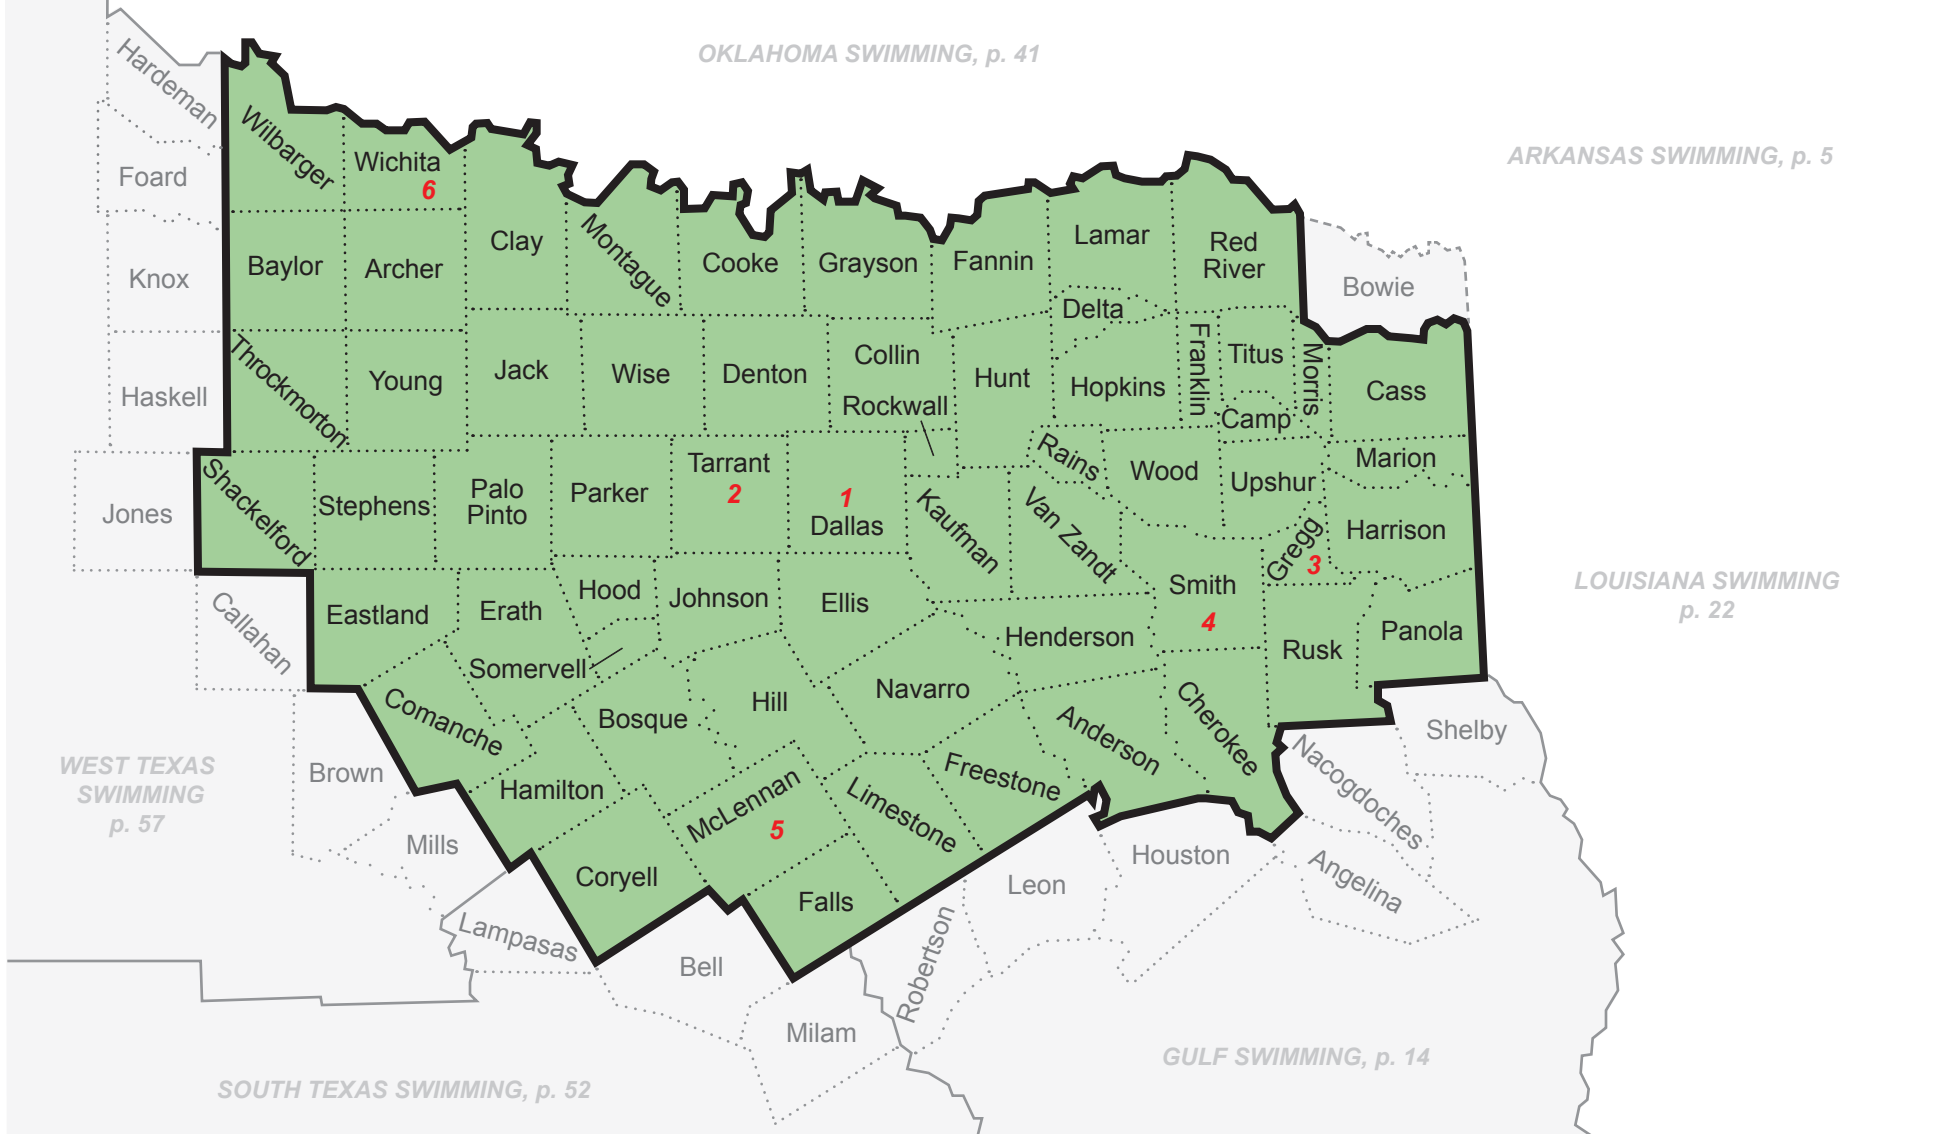 OKLAHOMA SWIMMING, p. 41
ARKANSAS SWIMMING, p. 5
Hardeman
Wilbarger
Wichita
6
Foard
Clay
Montague
Cooke
Grayson
Fannin
Lamar
Red
River
Knox
Baylor
Archer
Bowie
Delta
Throckmorton
Young
Jack
Wise
Denton
Collin
Rockwall
Hunt
Hopkins
Franklin
Titus
Morris
Camp
Cass
Haskell
Jones
Shackelford
Stephens
Palo
Pinto
Parker
Tarrant
2
1
Dallas
Kaufman
Van Zandt
Rains
Wood
Upshur
Marion
Gregg
3
Harrison
LOUISIANA SWIMMING
p. 22
Callahan
Eastland
Erath
Hood
Somervell
Johnson
Ellis
Henderson
Smith
4
Rusk
Panola
Comanche
Bosque
Hill
Navarro
Anderson
Cherokee
Shelby
Nacogdoches
WEST TEXAS
SWIMMING
p. 57
Brown
Mills
Hamilton
McLennan
5
Limestone
Freestone
Coryell
Falls
Leon
Houston
Angelina
Lampasas
Bell
Robertson
Milam
SOUTH TEXAS SWIMMING, p. 52
GULF SWIMMING, p. 14